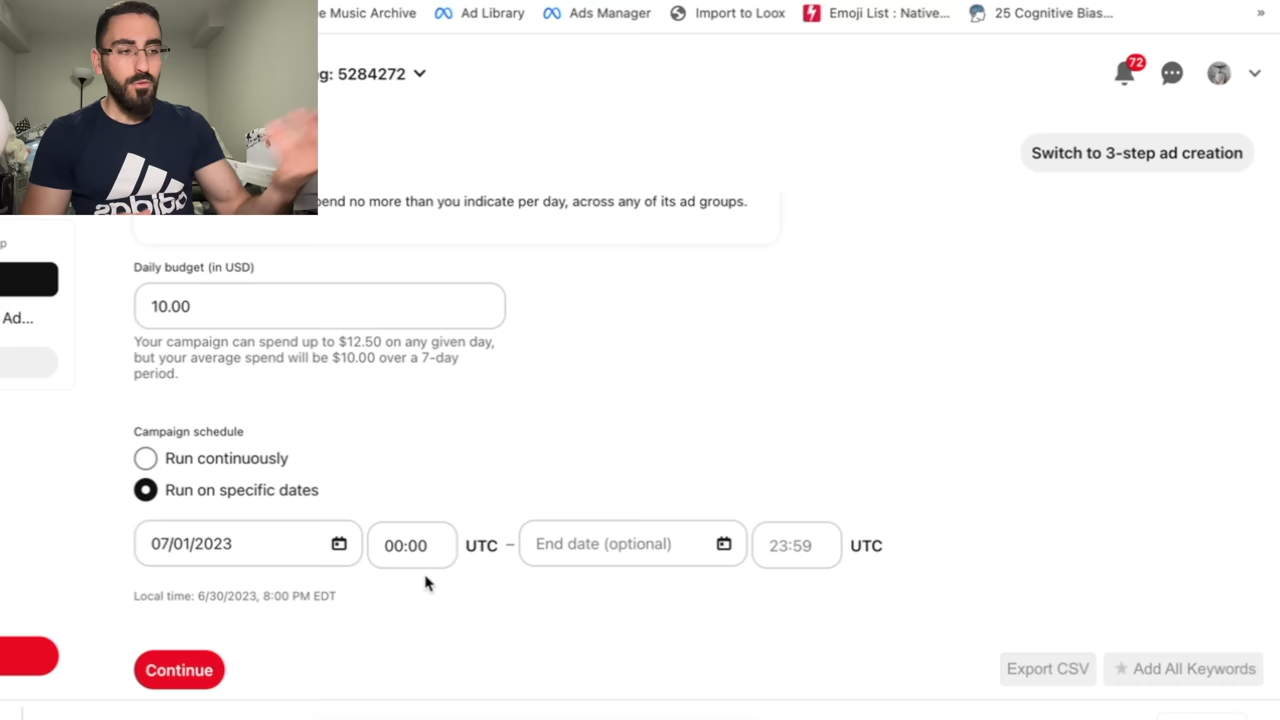 e Music Archive
Ad Library
Ads Manager
Import to Loox
Emoji List : Native...
25 Cognitive Bias...
»
g: 5284272
72
Switch to 3-step ad creation
adidas
pend no more than you indicate per day, across any of its ad groups.
p
Ad...
Daily budget (in USD)
10.00
Your campaign can spend up to $12.50 on any given day,
but your average spend will be $10.00 over a 7-day
period.
Campaign schedule
Run continuously
Run on specific dates
07/01/2023
00:00
UTC –
End date (optional)
23:59
UTC
Local time: 6/30/2023, 8:00 PM EDT
Continue
Export CSV
★ Add All Keywords